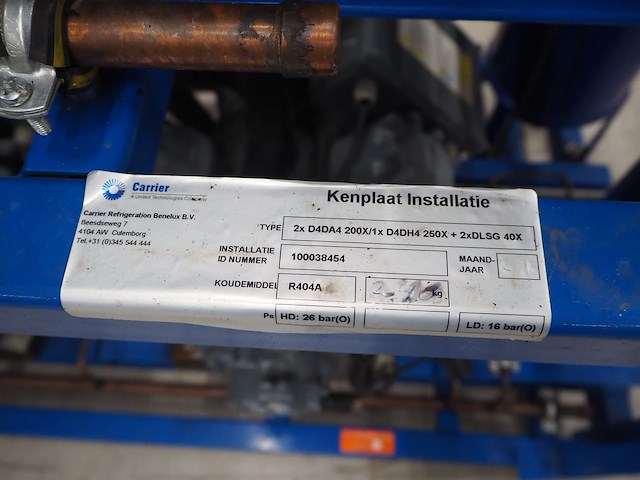 Carrier
A United Technologies Company
Kenplaat Installatie
Carrier Refrigeration Benelux B.V.
Beesdseweg 7
4104 AW Culemborg
Tel.+31 (0)345 544 444
TYPE 2x D4DA4 200X/1x D4DH4 250X + 2xDLSG 40X
INSTALLATIE ID NUMMER 100038454
MAAND-JAAR
KOUDEMIDDEL R404A kg
Ps HD: 26 bar(O) LD: 16 bar(O)